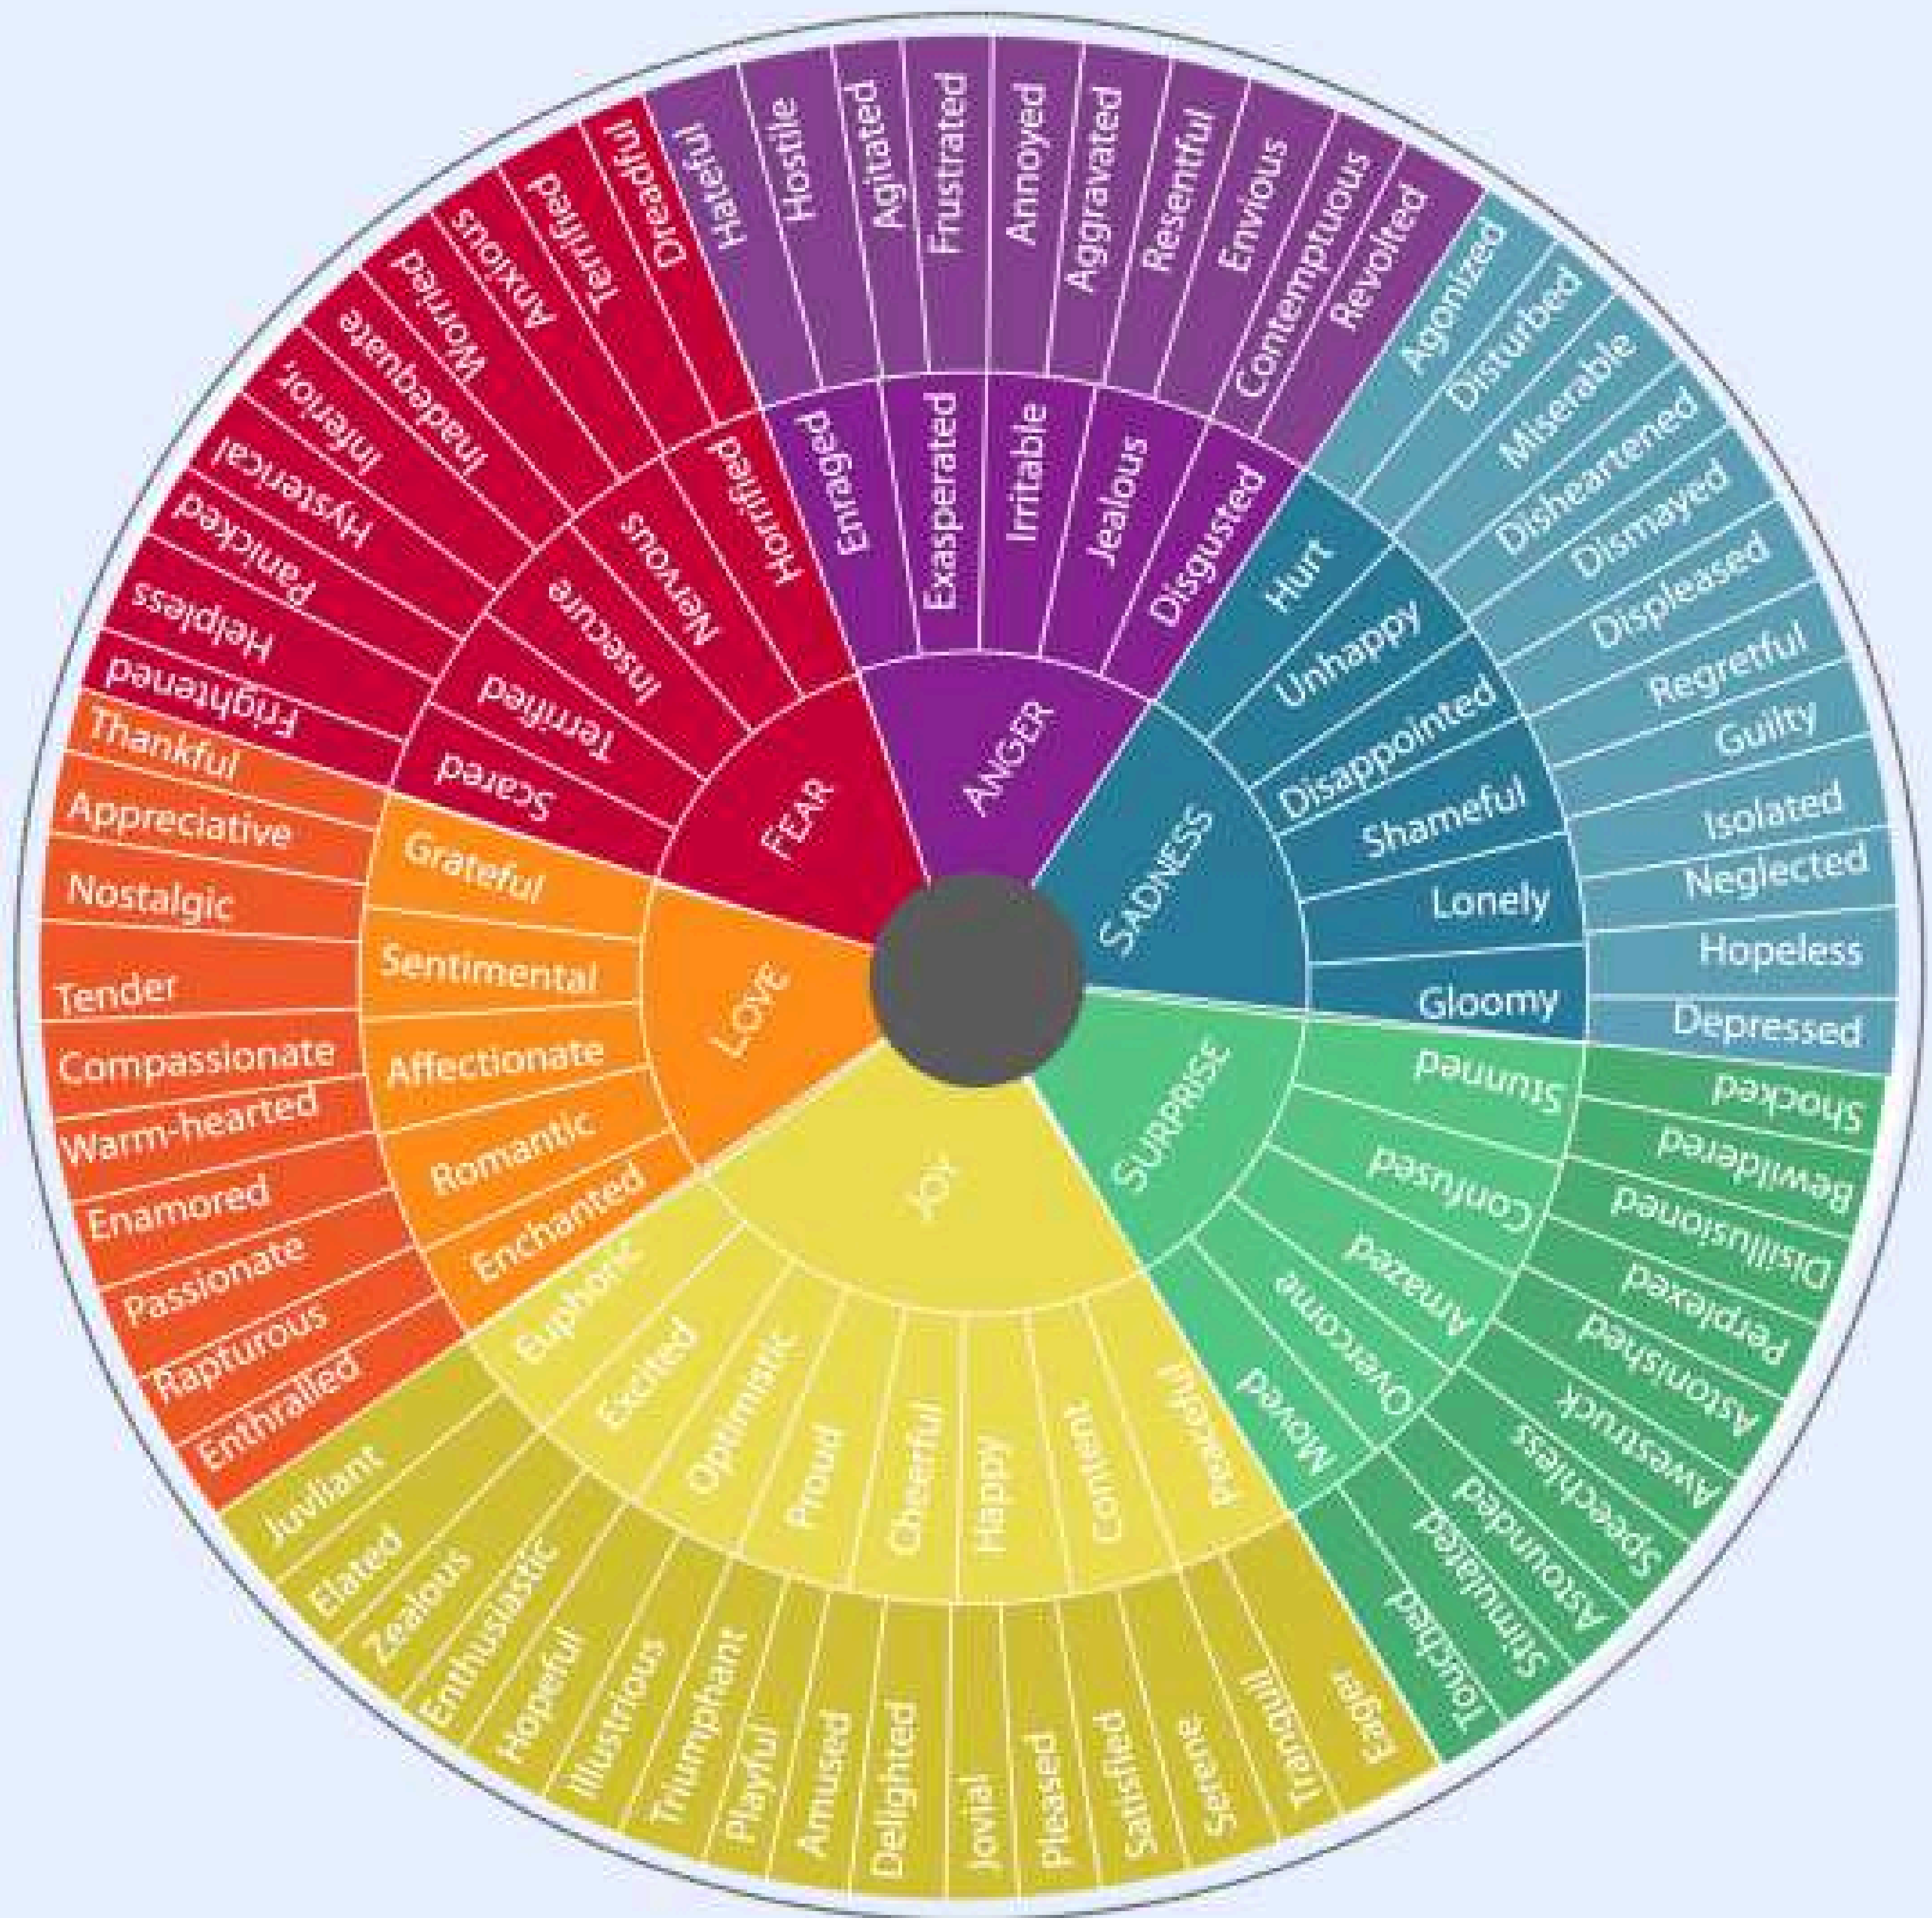 ANGER
Enraged
Exasperated
Irritable
Jealous
Disgusted
Hateful
Hostile
Agitated
Frustrated
Annoyed
Aggravated
Resentful
Envious
Contemptuous
Revolted
SADNESS
Hurt
Unhappy
Disappointed
Shameful
Lonely
Gloomy
Agonized
Disturbed
Miserable
Disheartened
Dismayed
Displeased
Regretful
Guilty
Isolated
Neglected
Hopeless
Depressed
SURPRISE
Stunned
Confused
Amazed
Overcome
Moved
Shocked
Bewildered
Disillusioned
Perplexed
Astonished
Awestruck
Speechless
Astounded
Stimulated
Touched
JOY
Peaceful
Content
Happy
Cheerful
Proud
Optimistic
Excited
Euphoric
Eager
Tranquil
Serene
Satisfied
Pleased
Jovial
Delighted
Amused
Playful
Triumphant
illustrious
Hopeful
Enthusiastic
Zealous
Elated
Juvilant
LOVE
Enchanted
Romantic
Affectionate
Sentimental
Grateful
Enthralled
Rapturous
Passionate
Enamored
Warm-hearted
Compassionate
Tender
Nostalgic
Appreciative
Thankful
FEAR
Scared
Terrified
Insecure
Nervous
Horrified
Frightened
Helpless
Panicked
Hysterical
Inferior,
Inadequate
Worried
Anxious
Terrified
Dreadful